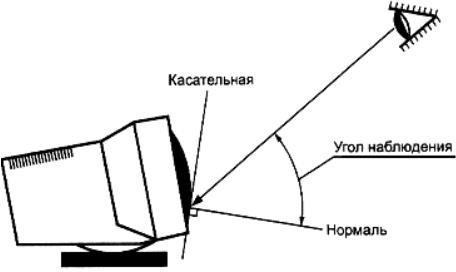 Касательная
Угол наблюдения
Нормаль